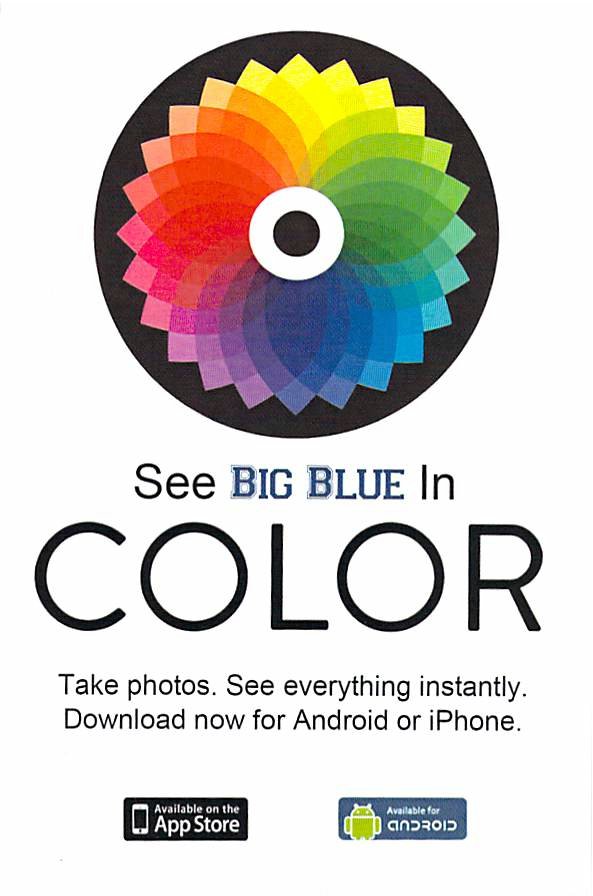 See BIG BLUE In
COLOR
Take photos. See everything instantly.
Download now for Android or iPhone.
Available on the
App Store
Available for
ANDROID